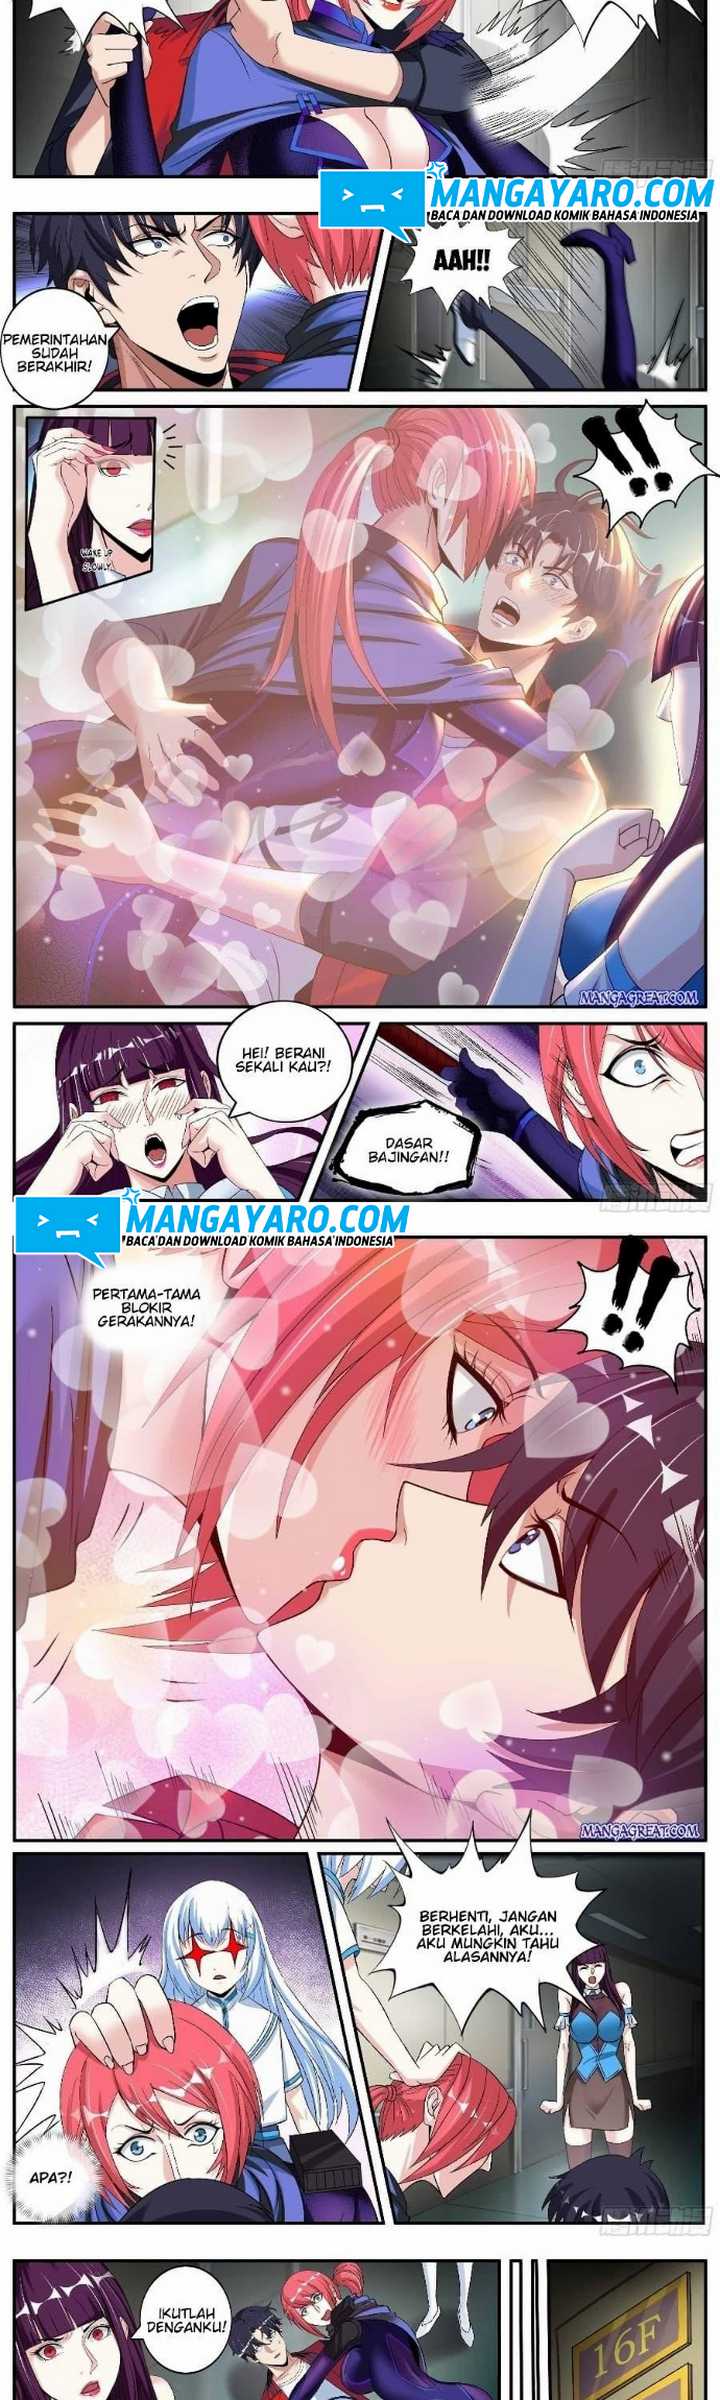 MANGAYARO.COM
BACA DAN DOWNLOAD KOMIK BAHASA INDONESIA
PEMERINTAHAN
SUDAH
BERAKHIR!
AAH!!
!!
WAKE UP
SLOWLY
MANGAGREAT.COM
HEI! BERANI
SEKALI KAU?!
DASAR
BAJINGAN!!
MANGAYARO.COM
BACA DAN DOWNLOAD KOMIK BAHASA INDONESIA
PERTAMA-TAMA
BLOKIR
GERAKANNYA!
!!
MANGAGREAT.COM
APA?!
BERHENTI, JANGAN
BERKELAHI, AKU...
AKU MUNGKIN TAHU
ALASANNYA!
IKUTLAH
DENGANKU!
16F